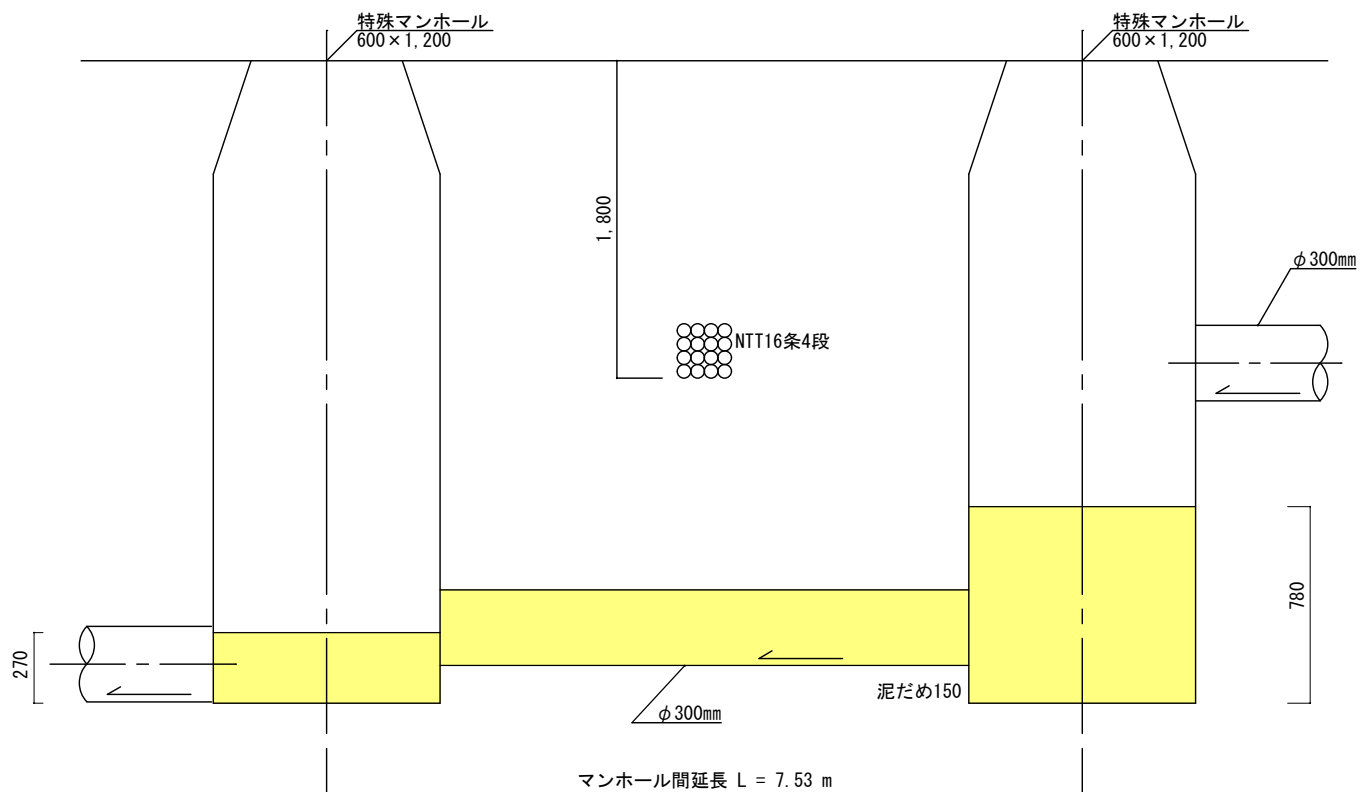 特殊マンホール
600×1,200
特殊マンホール
600×1,200
1,800
φ300mm
NTT16条4段
780
270
泥だめ150
φ300mm
マンホール間延長 L = 7.53 m